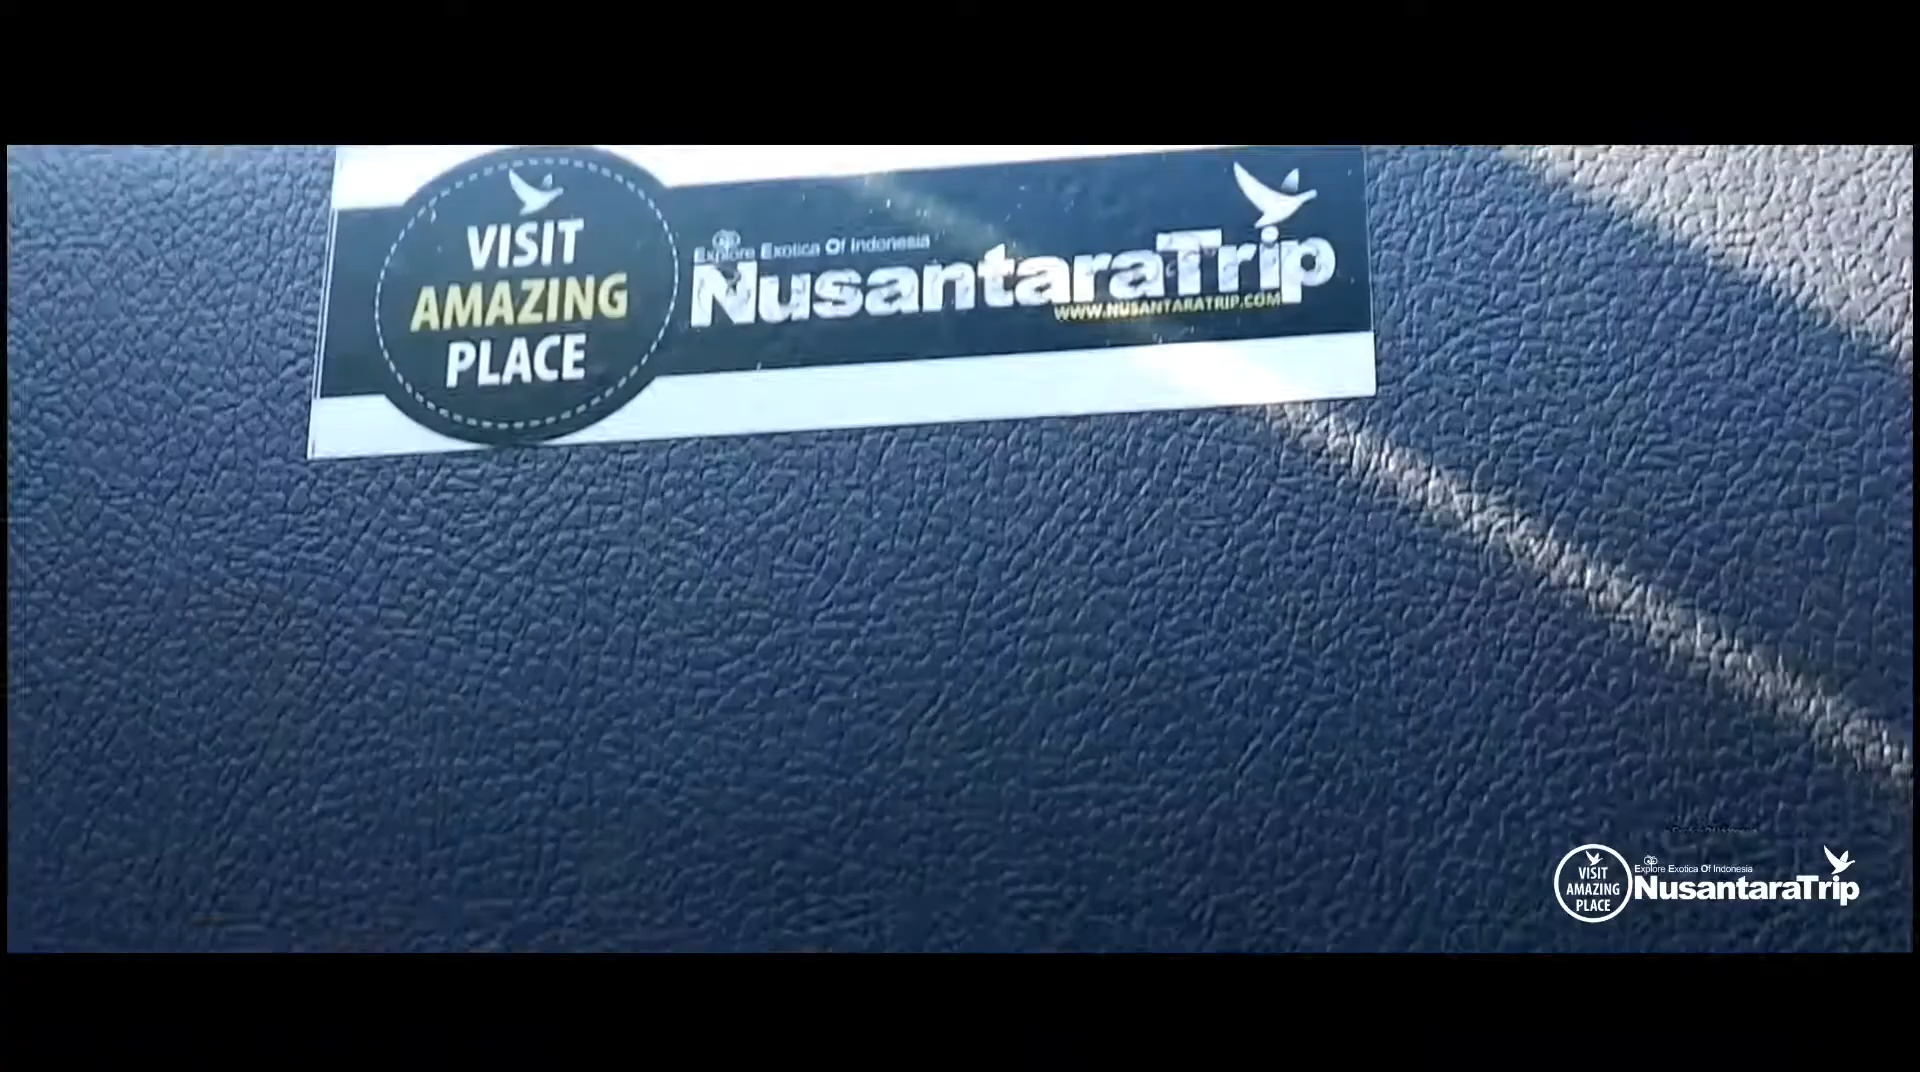 VISIT
AMAZING
PLACE
Explore Exotica Of Indonesia
NusantaraTrip
WWW.NUSANTARATRIP.COM
VISIT
AMAZING
PLACE
Explore Exotica Of Indonesia
NusantaraTrip